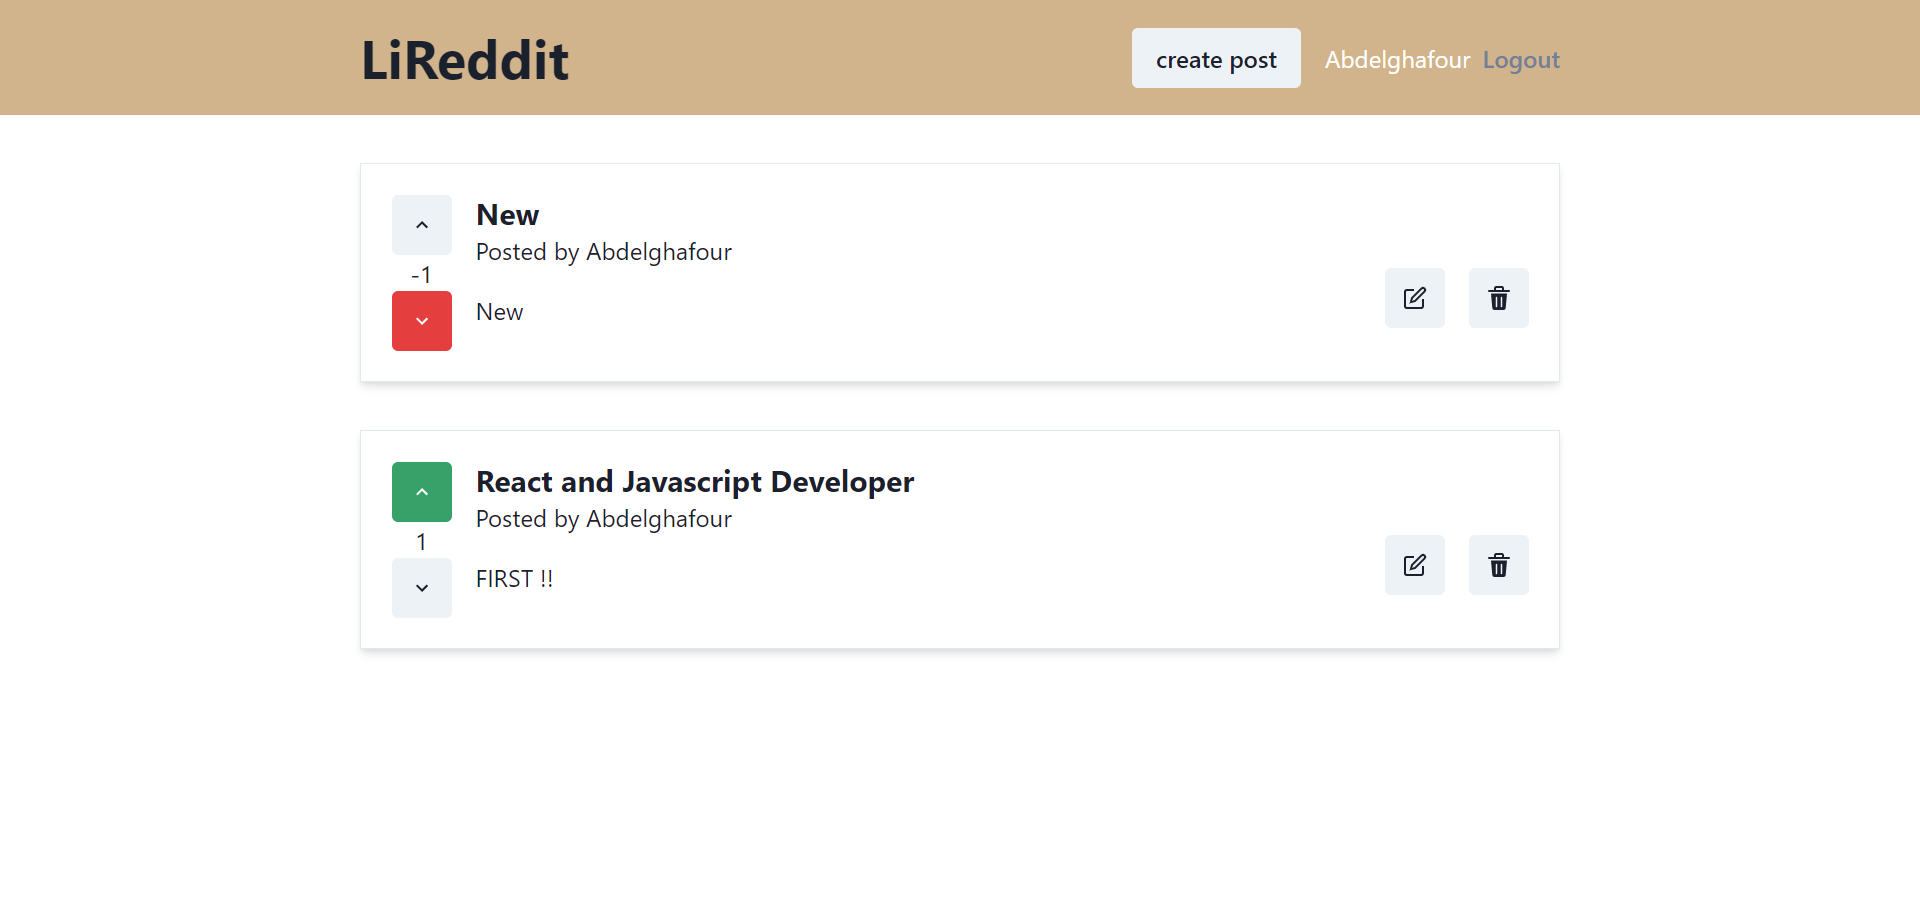 LiReddit
create post
Abdelghafour Logout
New
Posted by Abdelghafour
-1
New
React and Javascript Developer
Posted by Abdelghafour
1
FIRST !!